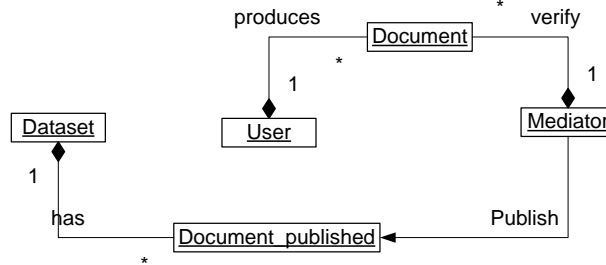 produces
*
verify
Document
*
1
1
Dataset
User
Mediator
1
has
Publish
Document_published
*